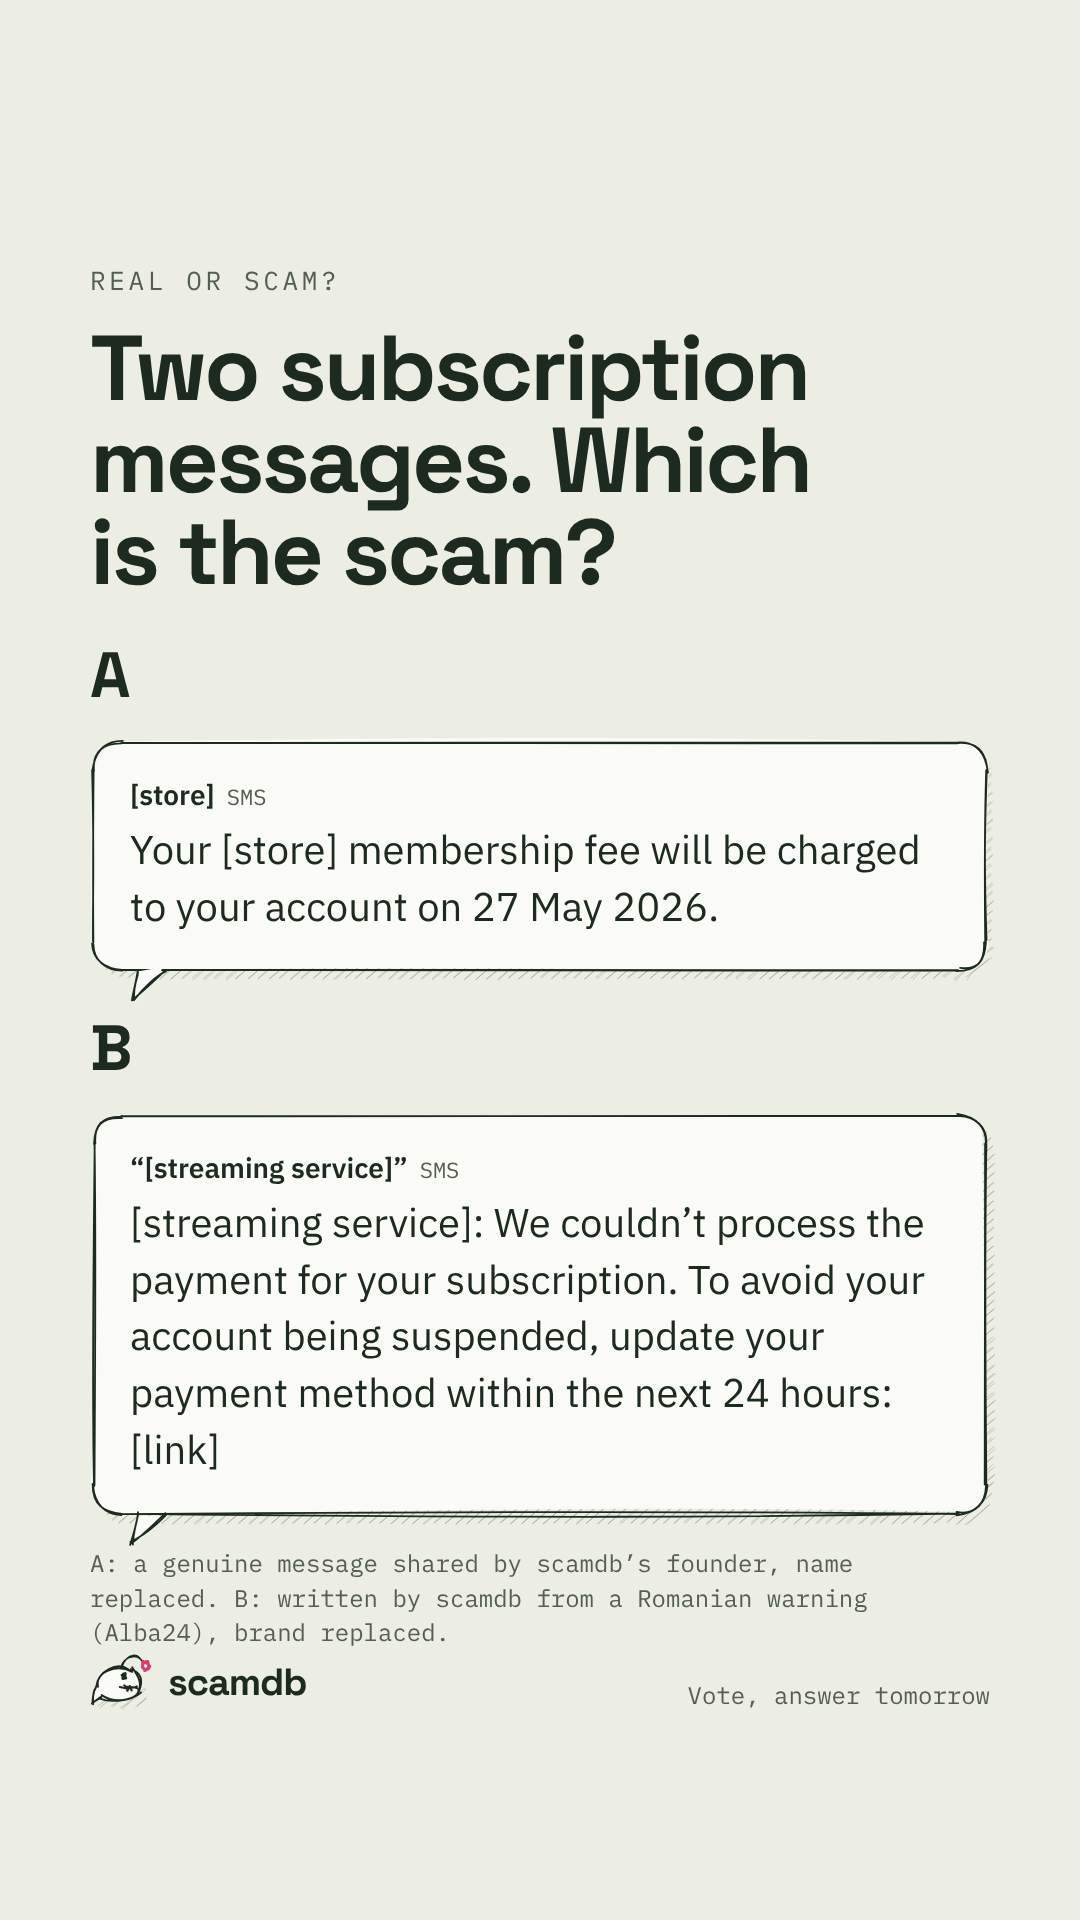 REAL OR SCAM?
Two subscription
messages. Which
is the scam?
A
[store] SMS
Your [store] membership fee will be charged
to your account on 27 May 2026.
B
“[streaming service]” SMS
[streaming service]: We couldn’t process the
payment for your subscription. To avoid your
account being suspended, update your
payment method within the next 24 hours:
[link]
A: a genuine message shared by scamdb’s founder, name
replaced. B: written by scamdb from a Romanian warning
(Alba24), brand replaced.
scamdb
Vote, answer tomorrow